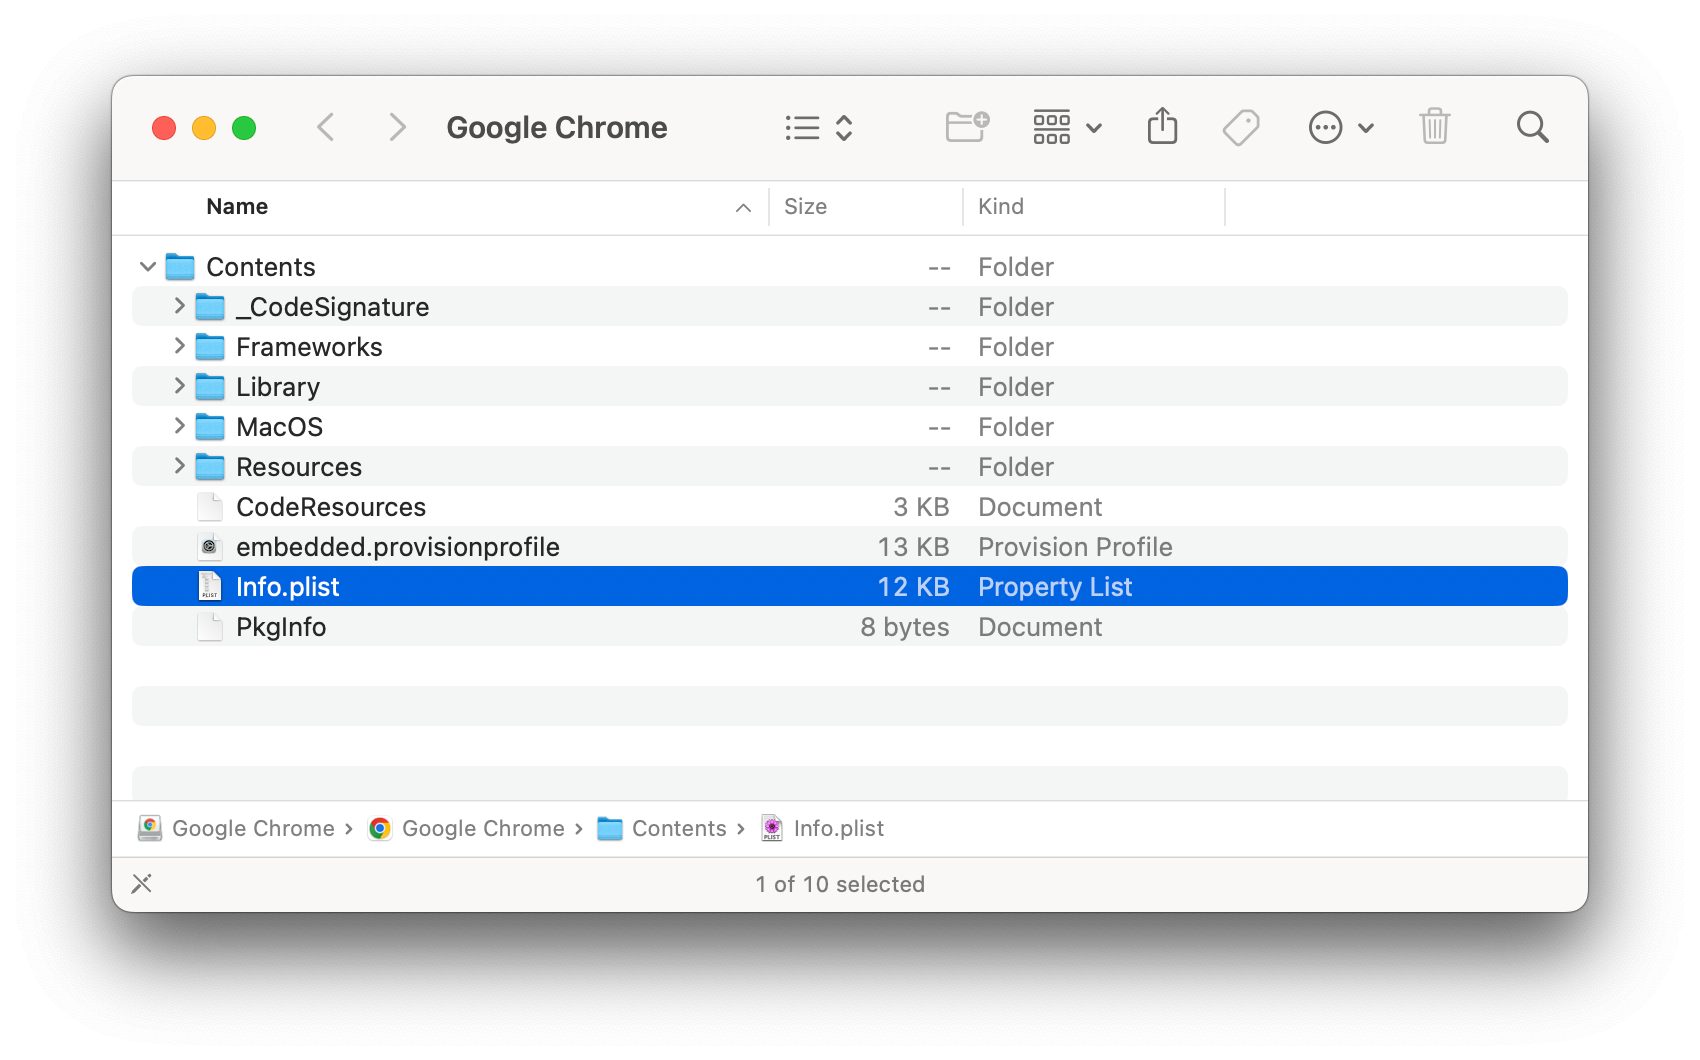 Google Chrome
Name Size Kind
Contents -- Folder
_CodeSignature -- Folder
Frameworks -- Folder
Library -- Folder
MacOS -- Folder
Resources -- Folder
CodeResources 3 KB Document
embedded.provisionprofile 13 KB Provision Profile
PLIST Info.plist 12 KB Property List
PkgInfo 8 bytes Document
Google Chrome › Google Chrome › Contents › PLIST Info.plist
1 of 10 selected